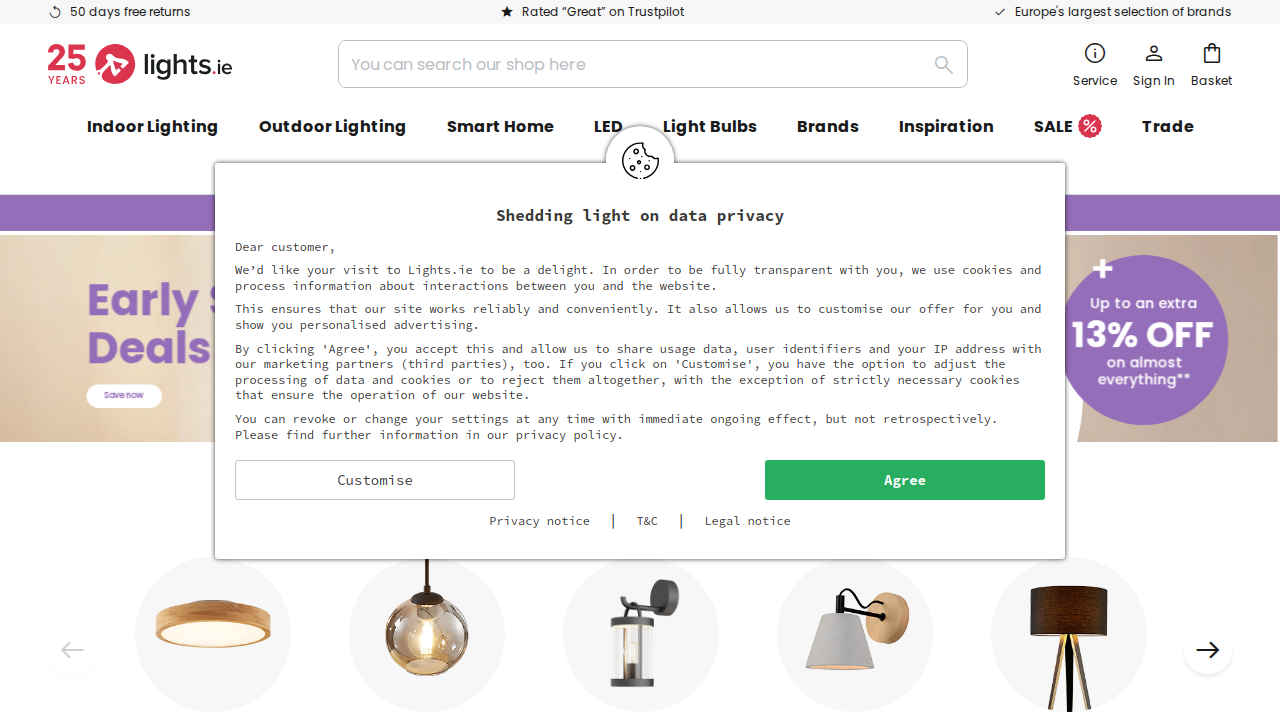 50 days free returns
Rated “Great” on Trustpilot
Europe's largest selection of brands
25 YEARS
lights.ie
You can search our shop here
Service
Sign In
Basket
Indoor Lighting
Outdoor Lighting
Smart Home
LED
Light Bulbs
Brands
Inspiration
SALE %
Trade
Shedding light on data privacy
Dear customer,
We’d like your visit to Lights.ie to be a delight. In order to be fully transparent with you, we use cookies and
process information about interactions between you and the website.
This ensures that our site works reliably and conveniently. It also allows us to customise our offer for you and
show you personalised advertising.
By clicking 'Agree', you accept this and allow us to share usage data, user identifiers and your IP address with
our marketing partners (third parties), too. If you click on 'Customise', you have the option to adjust the
processing of data and cookies or to reject them altogether, with the exception of strictly necessary cookies
that ensure the operation of our website.
You can revoke or change your settings at any time with immediate ongoing effect, but not retrospectively.
Please find further information in our privacy policy.
Customise
Agree
Privacy notice | T&C | Legal notice
Early
Deals
Save now
+
Up to an extra
13% OFF
on almost
everything**